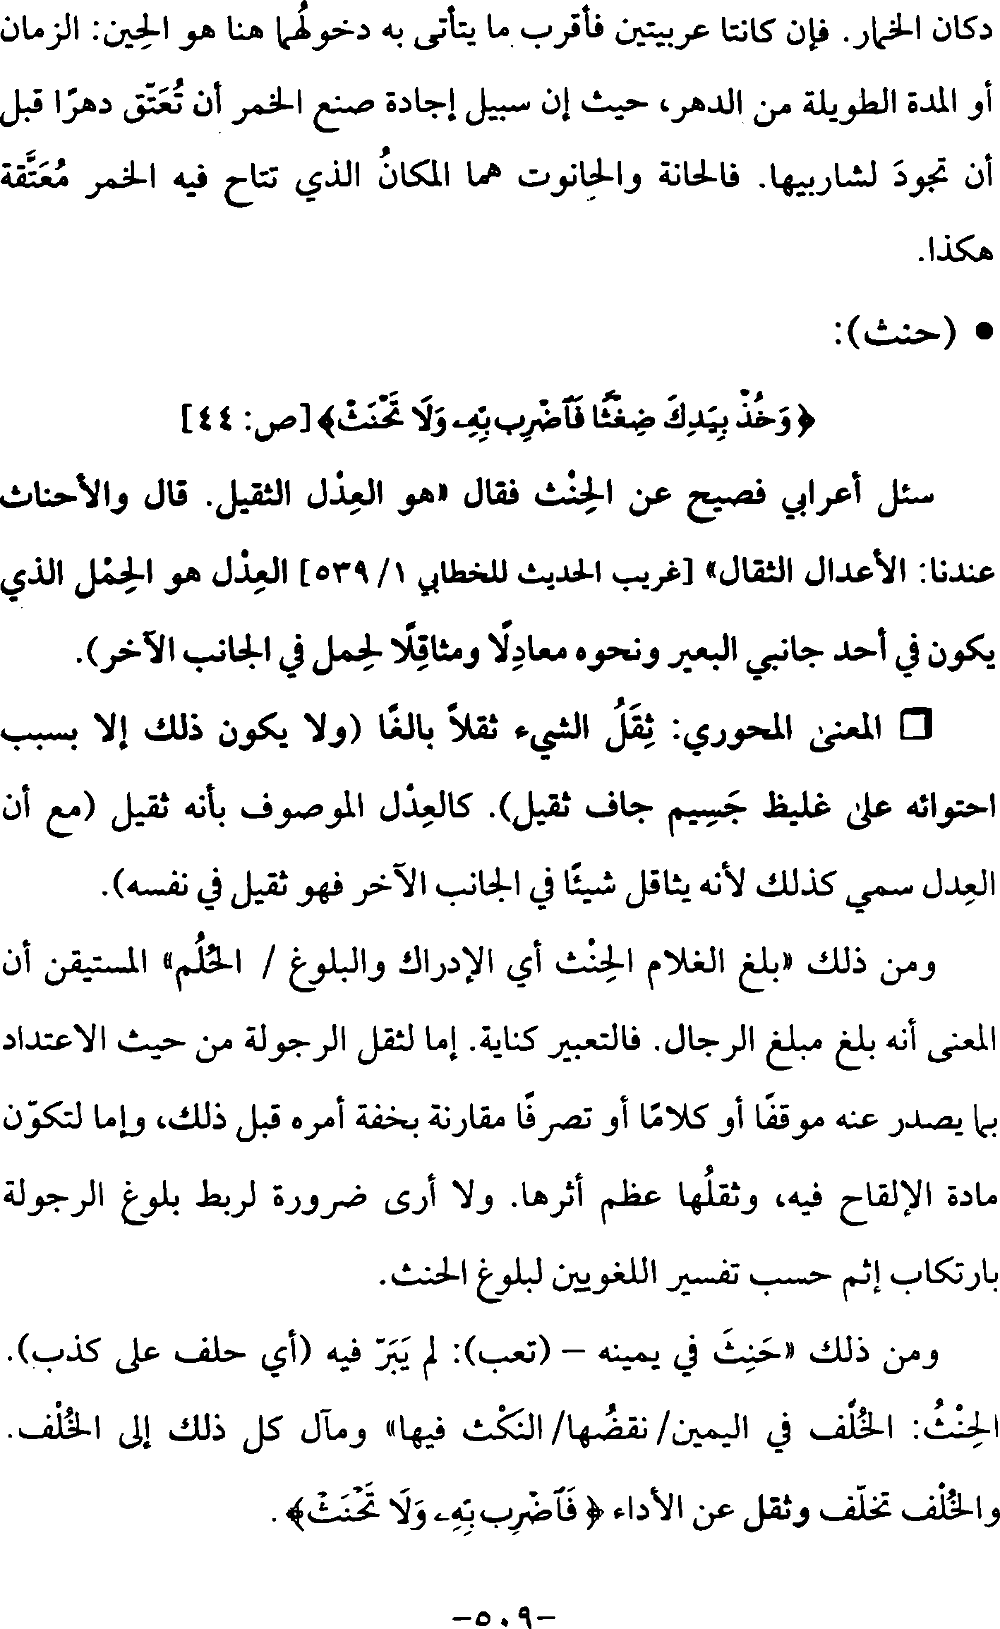 دكان الخمار. فإن كانتا عربيتين فأقرب ما يتأتى به دخولُهما هنا هو الحِين: الزمان
أو المدة الطويلة من الدهر، حيث إن سبيل إجادة صنع الخمر أن تُعَتّق دهرًا قبل
أن تجودَ لشاربيها. فالحانة والحانوت هما المكانُ الذي تتاح فيه الخمر مُعَتَّقة
هكذا.
• (حنث):
﴿وَخُذْ بِيَدِكَ ضِغْثًا فَٱضْرِب بِّهِۦ وَلَا تَحْنَثْ﴾ [ص: ٤٤]
سئل أعرابي فصيح عن الحِنْث فقال «هو العِدْل الثقيل. قال والأحناث
عندنا: الأعدال الثقال» [غريب الحديث للخطابي ١/ ٥٣٩] العِدْل هو الحِمْل الذي
يكون في أحد جانبي البعير ونحوه معادِلًا ومثاقِلًا لحِمل في الجانب الآخر).
❏ المعنى المحوري: ثِقَلُ الشيء ثقلاً بالغًا (ولا يكون ذلك إلا بسبب
احتوائه على غليظ جَسِيم جاف ثقيل). كالعِدْل الموصوف بأنه ثقيل (مع أن
العِدل سمي كذلك لأنه يثاقل شيئًا في الجانب الآخر فهو ثقيل في نفسه).
ومن ذلك «بلغ الغلام الحِنْث أي الإدراك والبلوغ / الحُلُم» المستيقن أن
المعنى أنه بلغ مبلغ الرجال. فالتعبير كناية. إما لثقل الرجولة من حيث الاعتداد
بما يصدر عنه موقفًا أو كلامًا أو تصرفًا مقارنة بخفة أمره قبل ذلك، وإما لتكوّن
مادة الإلقاح فيه، وثقلُها عظم أثرها. ولا أرى ضرورة لربط بلوغ الرجولة
بارتكاب إثم حسب تفسير اللغويين لبلوغ الحنث.
ومن ذلك «حَنِثَ في يمينه – (تعب): لم يَبَرّ فيه (أي حلف على كذب).
الحِنْثُ: الخُلْف في اليمين/ نقضُها/ النَكْث فيها» ومآل كل ذلك إلى الخُلْف.
والخُلْف تخلّف وثقل عن الأداء ﴿فَٱضْرِب بِّهِۦ وَلَا تَحْنَثْ﴾.
-٥٠٩-